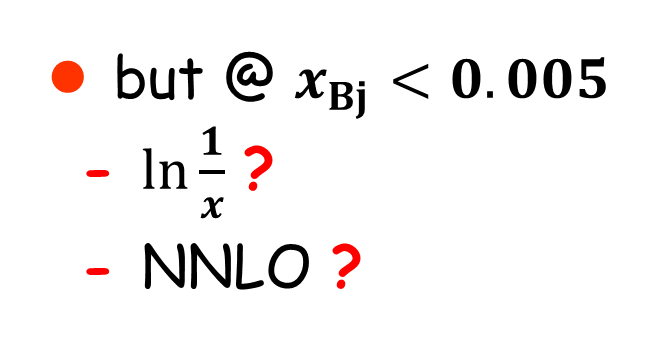 ● but @ x_Bj < 0.005
- ln 1/x ?
- NNLO ?